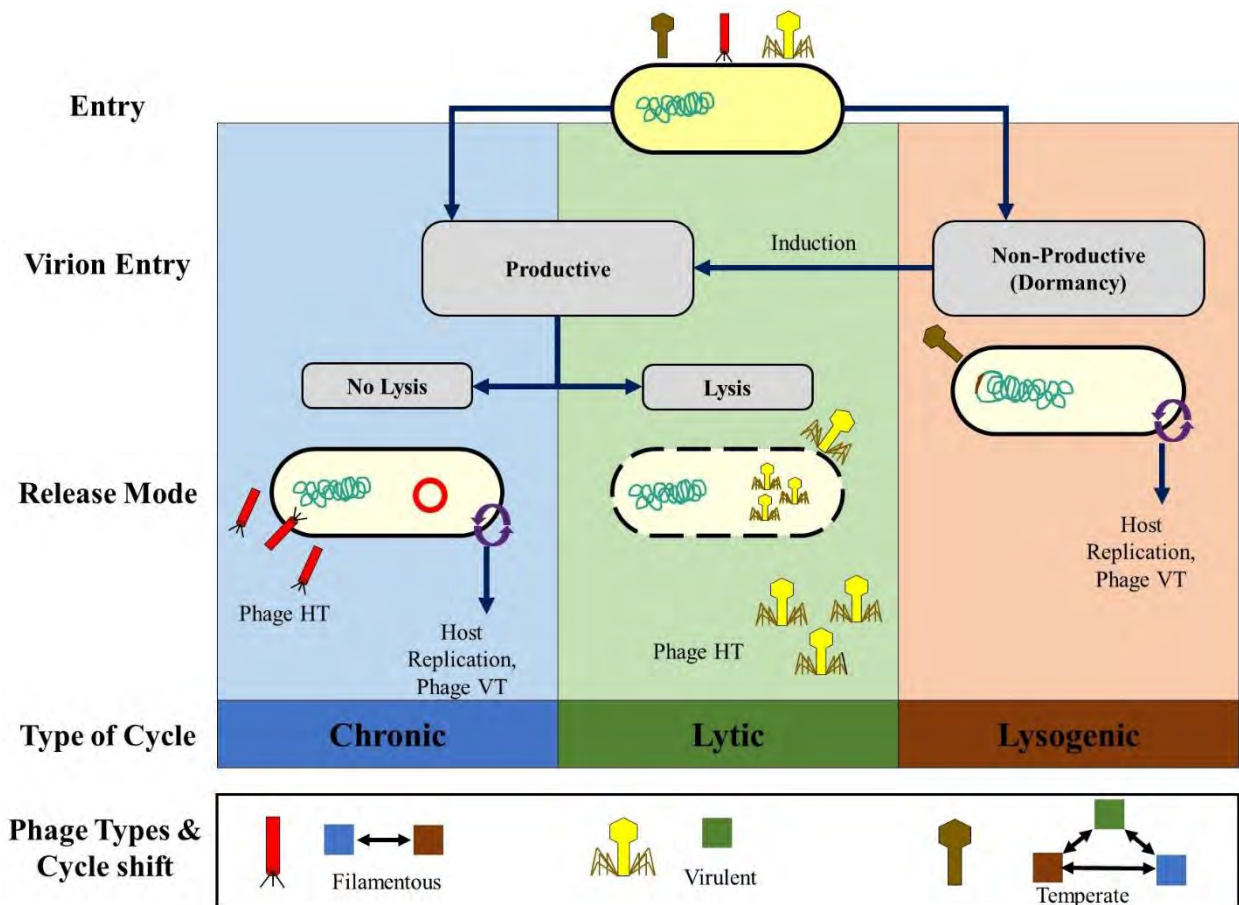 Entry
Virion Entry
Productive
Induction
Non-Productive
(Dormancy)
No Lysis
Lysis
Release Mode
Phage HT
Host
Replication,
Phage VT
Phage HT
Host
Replication,
Phage VT
Type of Cycle
Chronic
Lytic
Lysogenic
Phage Types &
Cycle shift
Filamentous
Virulent
Temperate